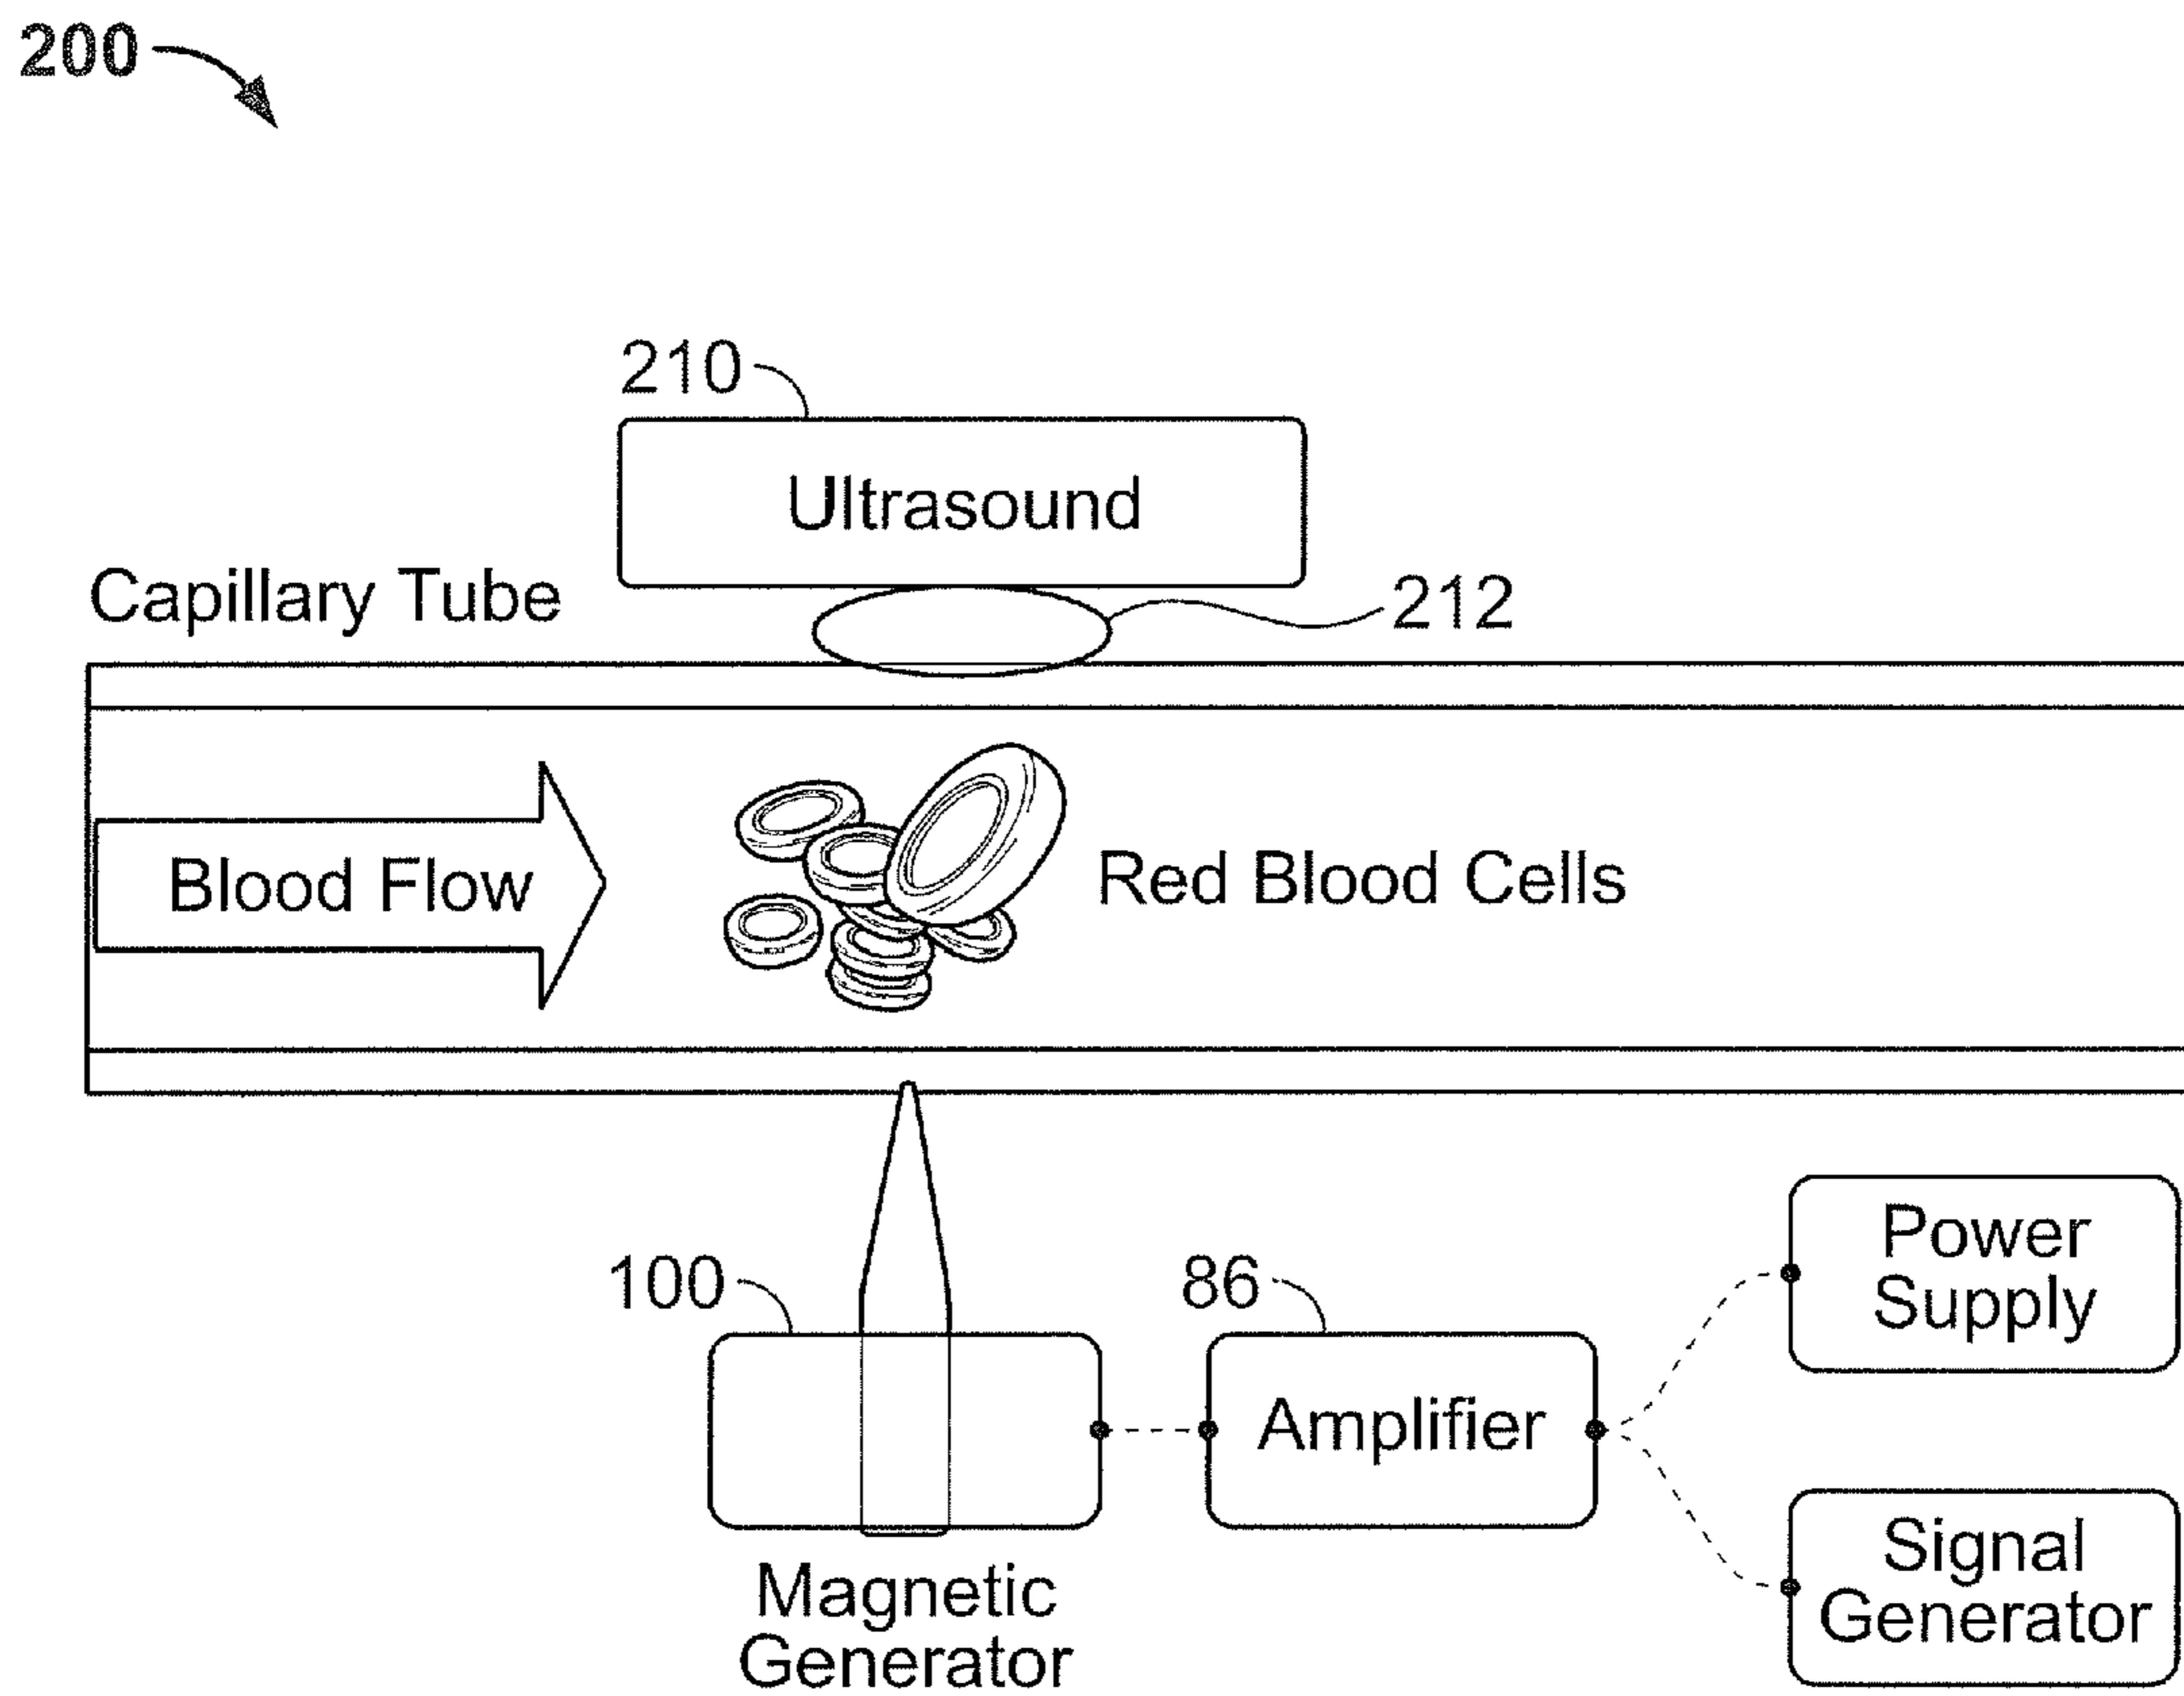 200
210
Ultrasound
Capillary Tube
212
Blood Flow
Red Blood Cells
100
86
Power
Supply
Amplifier
Signal
Generator
Magnetic
Generator